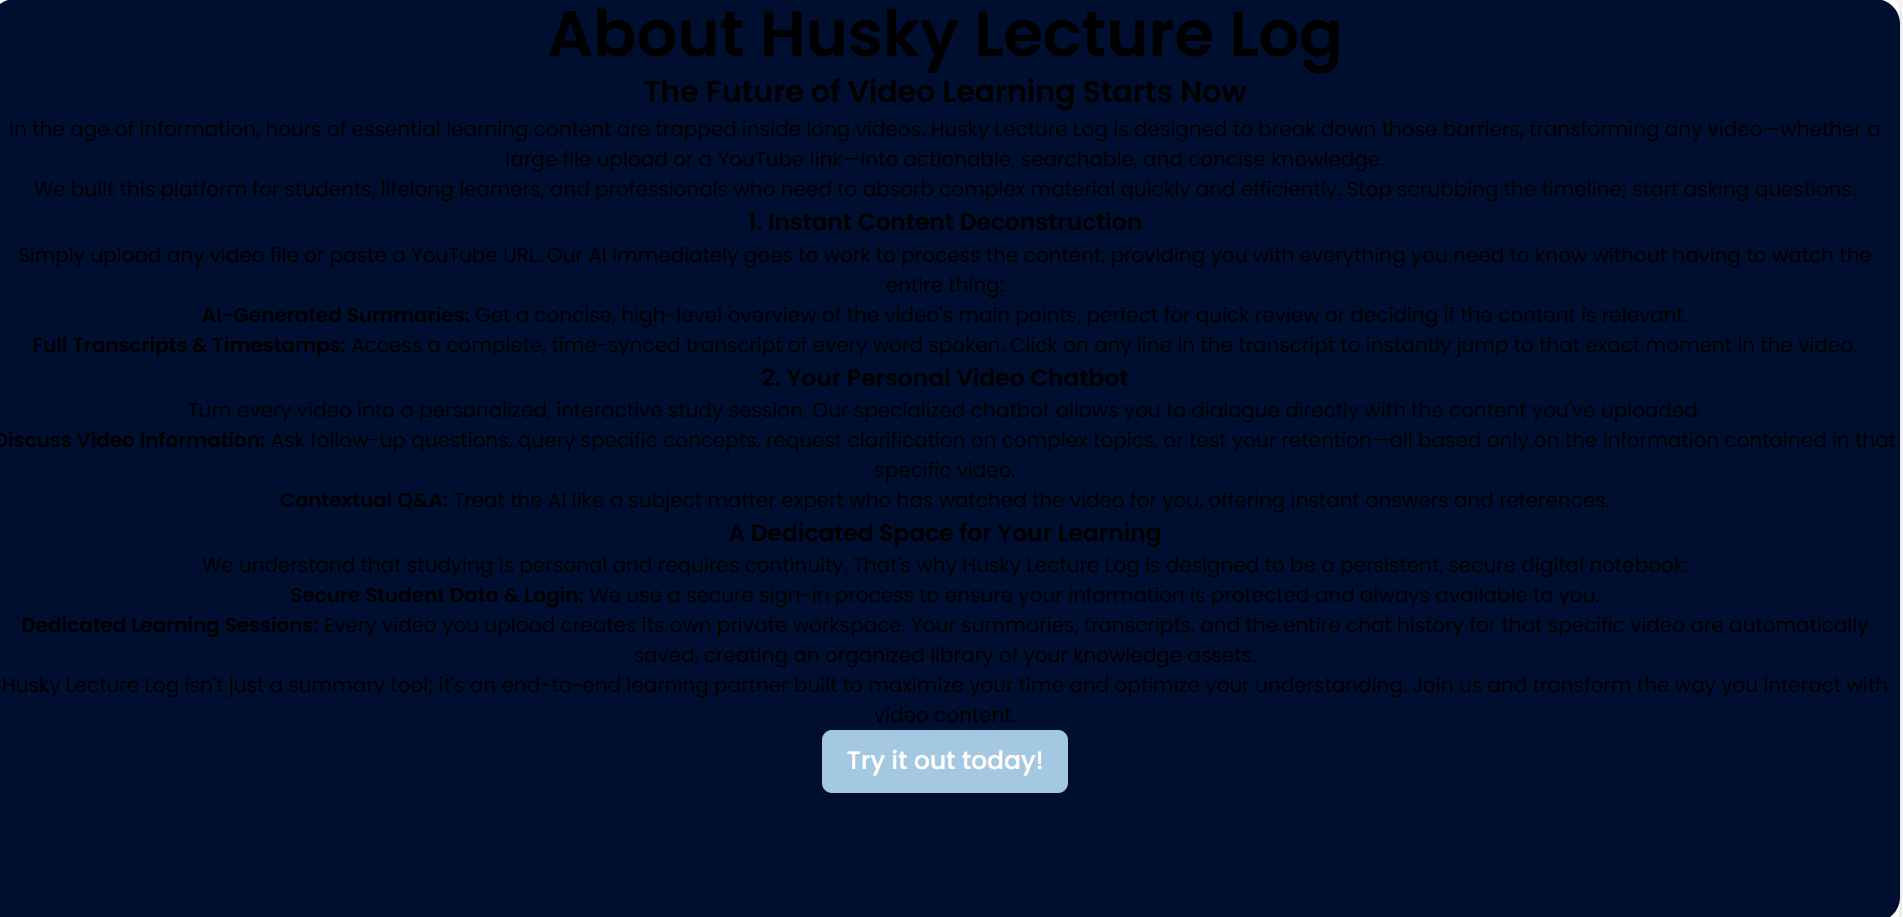 About Husky Lecture Log
The Future of Video Learning Starts Now
In the age of information, hours of essential learning content are trapped inside long videos. Husky Lecture Log is designed to break down those barriers, transforming any video—whether a
large file upload or a YouTube link—into actionable, searchable, and concise knowledge.
We built this platform for students, lifelong learners, and professionals who need to absorb complex material quickly and efficiently. Stop scrubbing the timeline; start asking questions.
1. Instant Content Deconstruction
Simply upload any video file or paste a YouTube URL. Our AI immediately goes to work to process the content, providing you with everything you need to know without having to watch the
entire thing:
AI-Generated Summaries: Get a concise, high-level overview of the video's main points, perfect for quick review or deciding if the content is relevant.
Full Transcripts & Timestamps: Access a complete, time-synced transcript of every word spoken. Click on any line in the transcript to instantly jump to that exact moment in the video.
2. Your Personal Video Chatbot
Turn every video into a personalized, interactive study session. Our specialized chatbot allows you to dialogue directly with the content you've uploaded.
Discuss Video Information: Ask follow-up questions, query specific concepts, request clarification on complex topics, or test your retention—all based only on the information contained in that
specific video.
Contextual Q&A: Treat the AI like a subject matter expert who has watched the video for you, offering instant answers and references.
A Dedicated Space for Your Learning
We understand that studying is personal and requires continuity. That's why Husky Lecture Log is designed to be a persistent, secure digital notebook:
Secure Student Data & Login: We use a secure sign-in process to ensure your information is protected and always available to you.
Dedicated Learning Sessions: Every video you upload creates its own private workspace. Your summaries, transcripts, and the entire chat history for that specific video are automatically
saved, creating an organized library of your knowledge assets.
Husky Lecture Log isn't just a summary tool; it's an end-to-end learning partner built to maximize your time and optimize your understanding. Join us and transform the way you interact with
video content.
Try it out today!